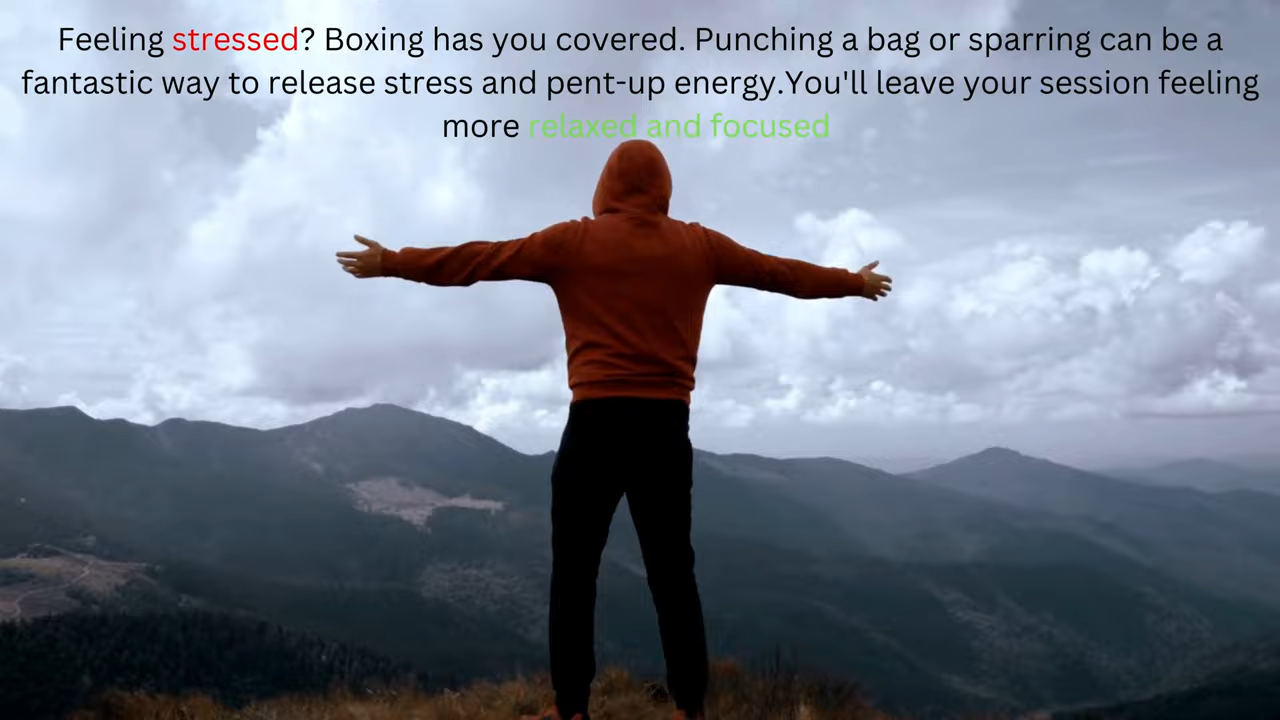 Feeling stressed? Boxing has you covered. Punching a bag or sparring can be a
fantastic way to release stress and pent-up energy.You'll leave your session feeling
more relaxed and focused